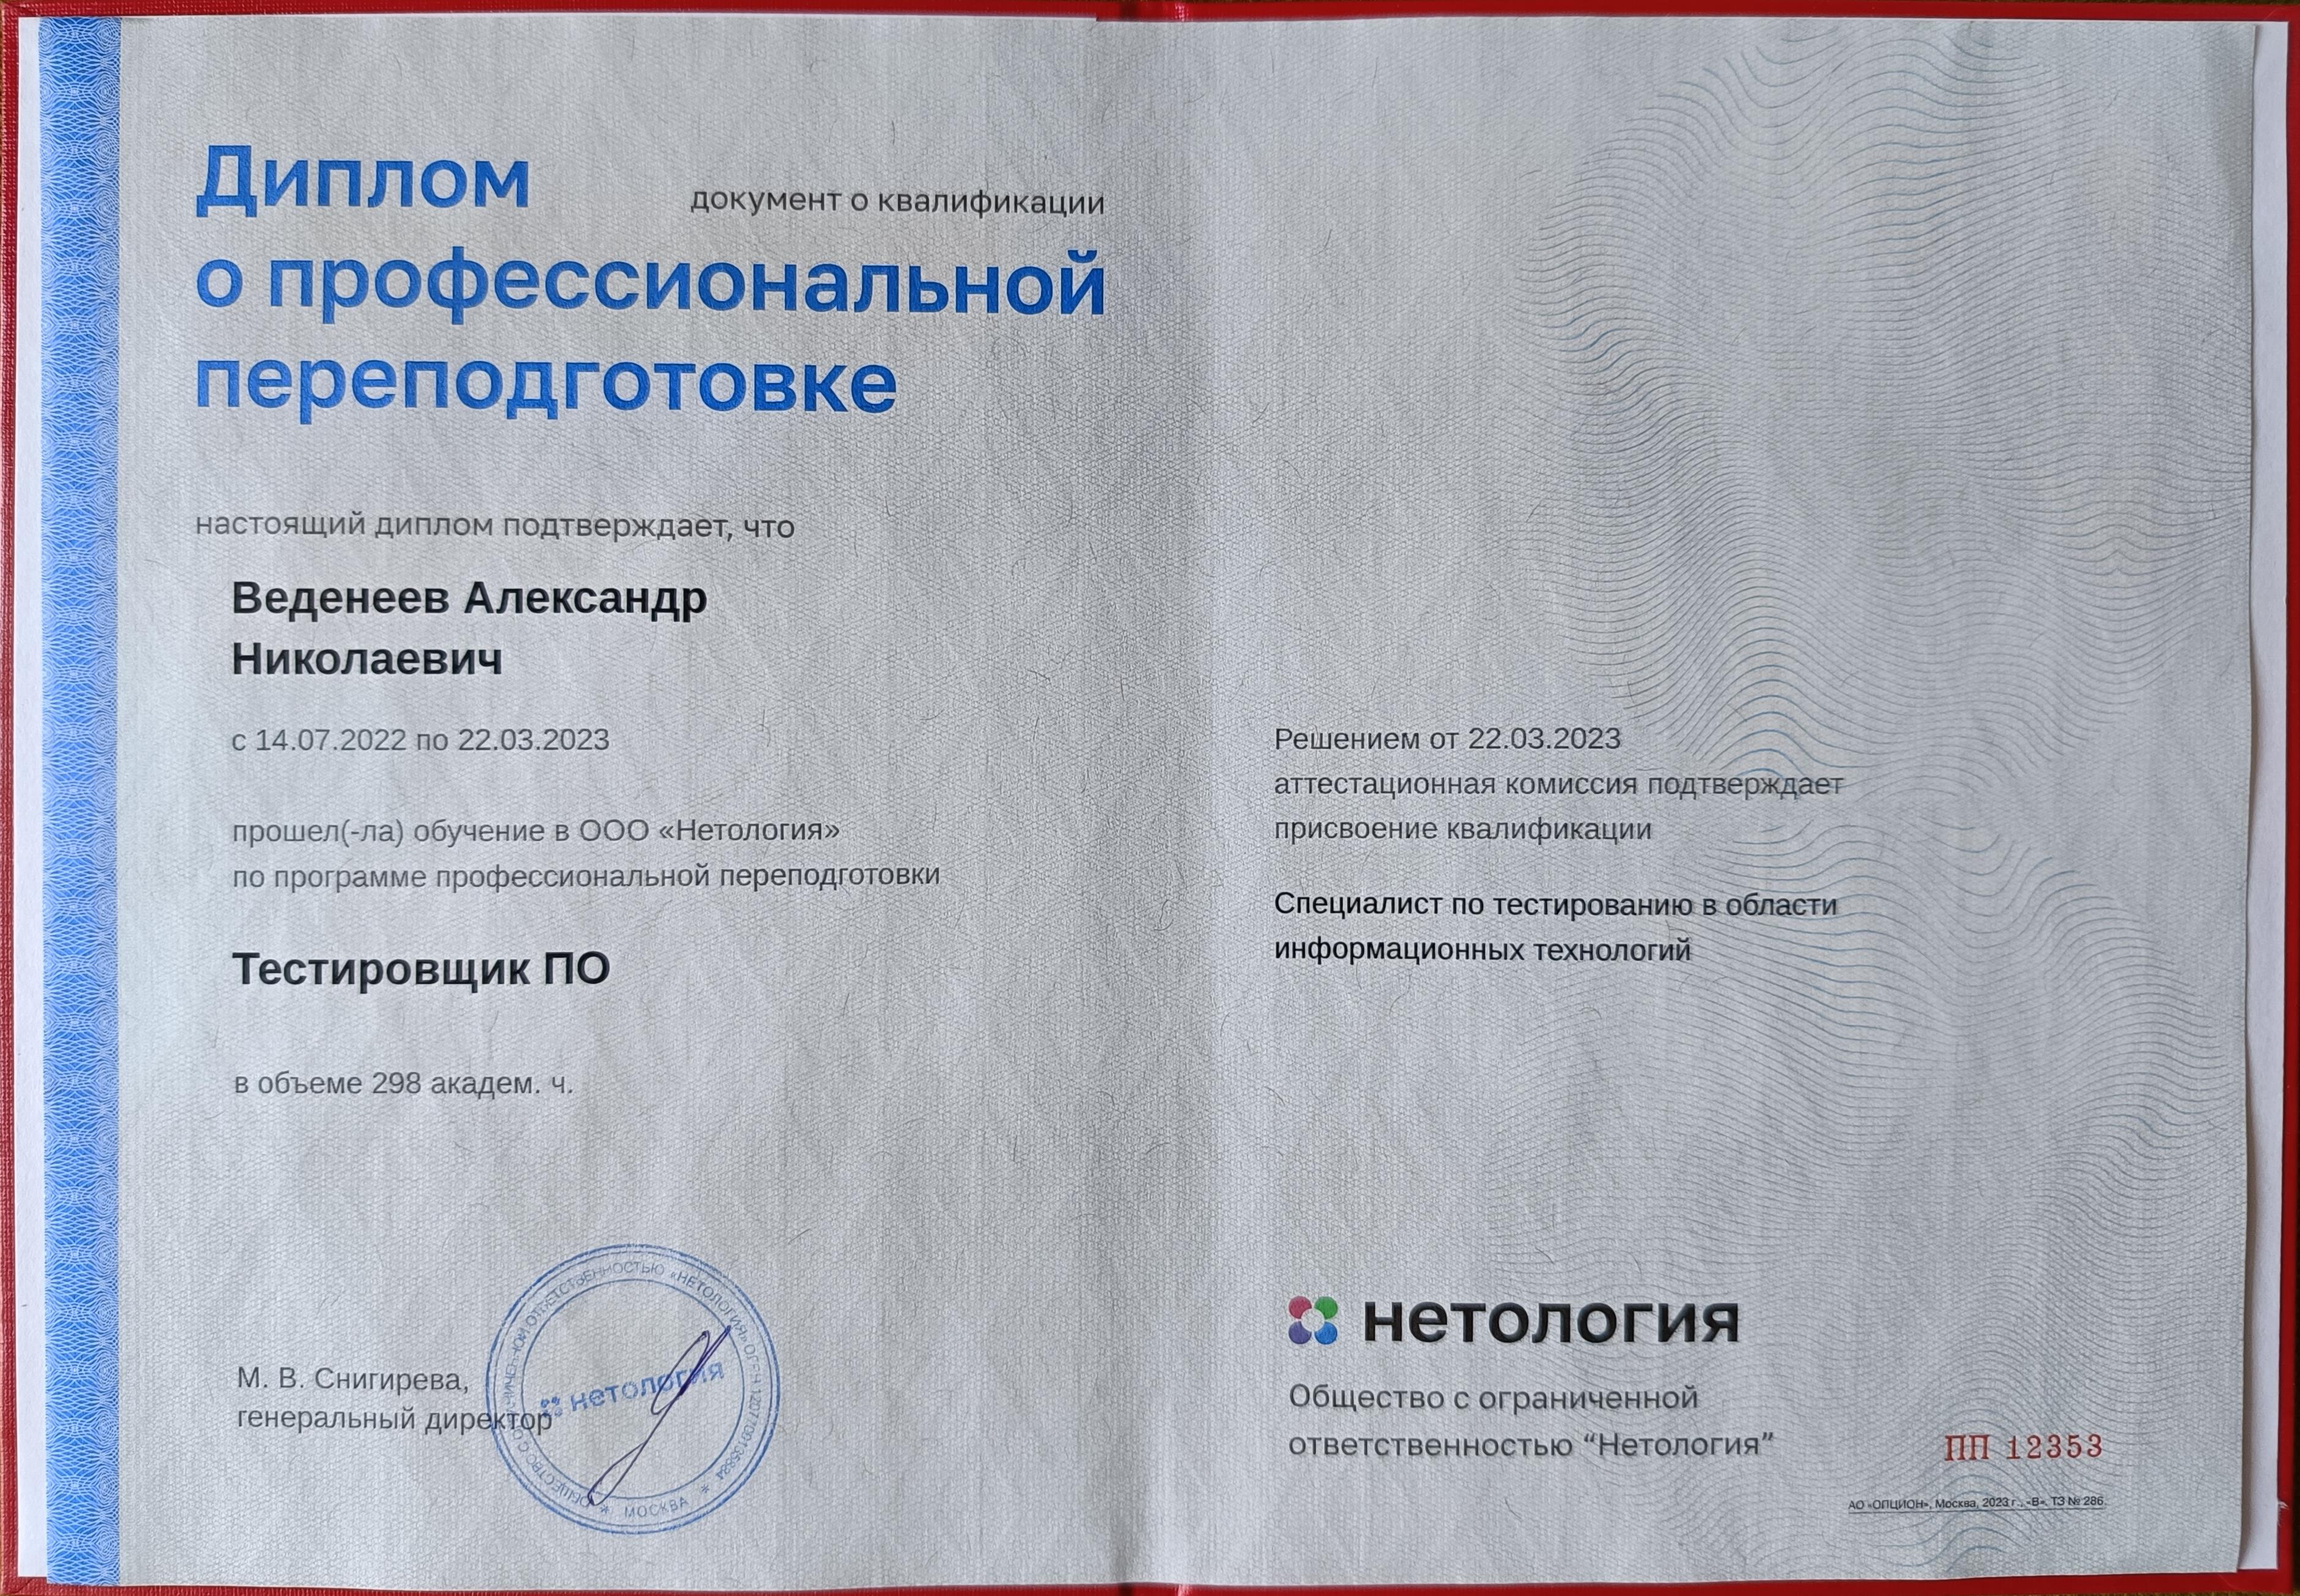 Диплом
документ о квалификации
о профессиональной
переподготовке
настоящий диплом подтверждает, что
Веденеев Александр
Николаевич
с 14.07.2022 по 22.03.2023
прошел(-ла) обучение в ООО «Нетология»
по программе профессиональной переподготовки
Тестировщик ПО
в объеме 298 академ. ч.
М. В. Снигирева,
генеральный директор
ОБЩЕСТВО С ОГРАНИЧЕННОЙ ОТВЕТСТВЕННОСТЬЮ «НЕТОЛОГИЯ» ОГРН
* МОСКВА *
нетология
Решением от 22.03.2023
аттестационная комиссия подтверждает
присвоение квалификации
Специалист по тестированию в области
информационных технологий
нетология
Общество с ограниченной
ответственностью “Нетология”
ПП 12353
АО «ОПЦИОН», Москва, 2023 г., «В». ТЗ № 286.